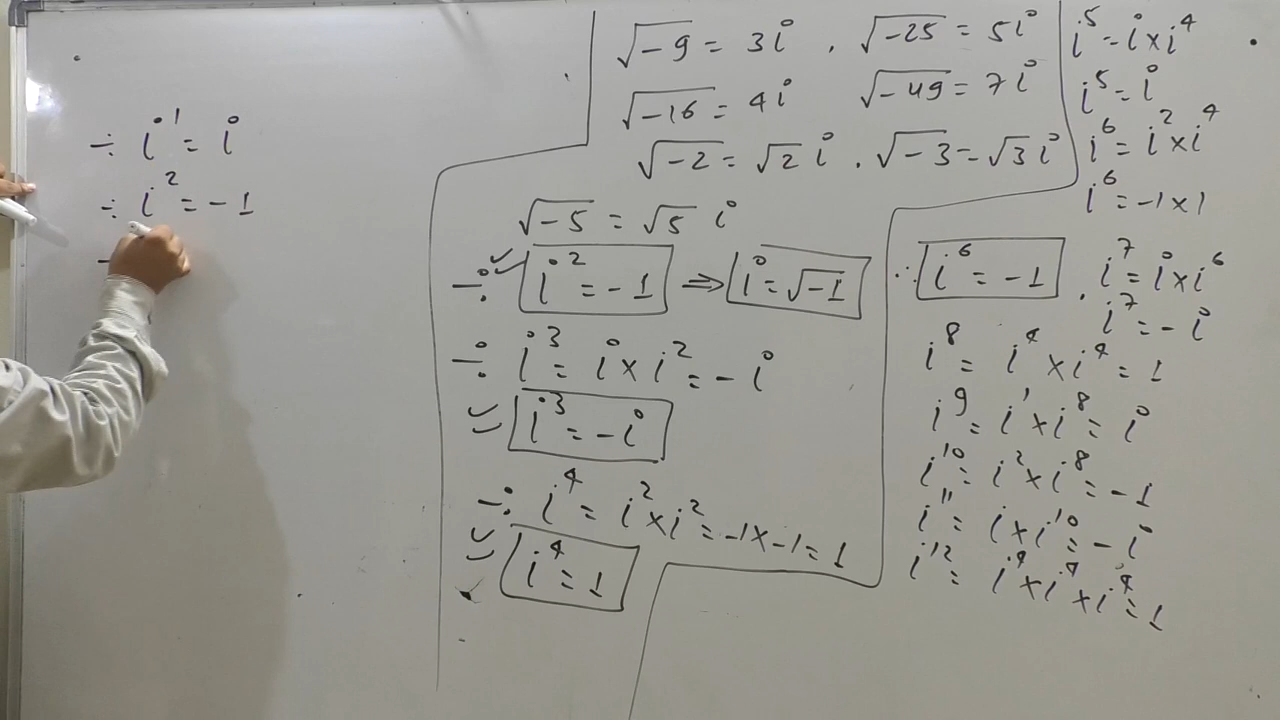 ÷ i¹ = i
÷ i² = -1
√-9 = 3i , √-25 = 5i
√-16 = 4i √-49 = 7i
√-2 = √2 i . √-3 = √3 i
√-5 = √5 i
÷ i² = -1 ⇒ i = √-1
÷ i³ = i × i² = -i
i³ = -i
÷ i⁴ = i² × i² = -1 × -1 = 1
i⁴ = 1
i⁵ = i × i⁴
i⁵ = i
i⁶ = i² × i⁴
i⁶ = -1 × 1
∴ i⁶ = -1 . i⁷ = i × i⁶
i⁷ = -i
i⁸ = i⁴ × i⁴ = 1
i⁹ = i¹ × i⁸ = i
i¹⁰ = i² × i⁸ = -1
i¹¹ = i × i¹⁰ = -i
i¹² = i⁴ × i⁴ × i⁴ = 1